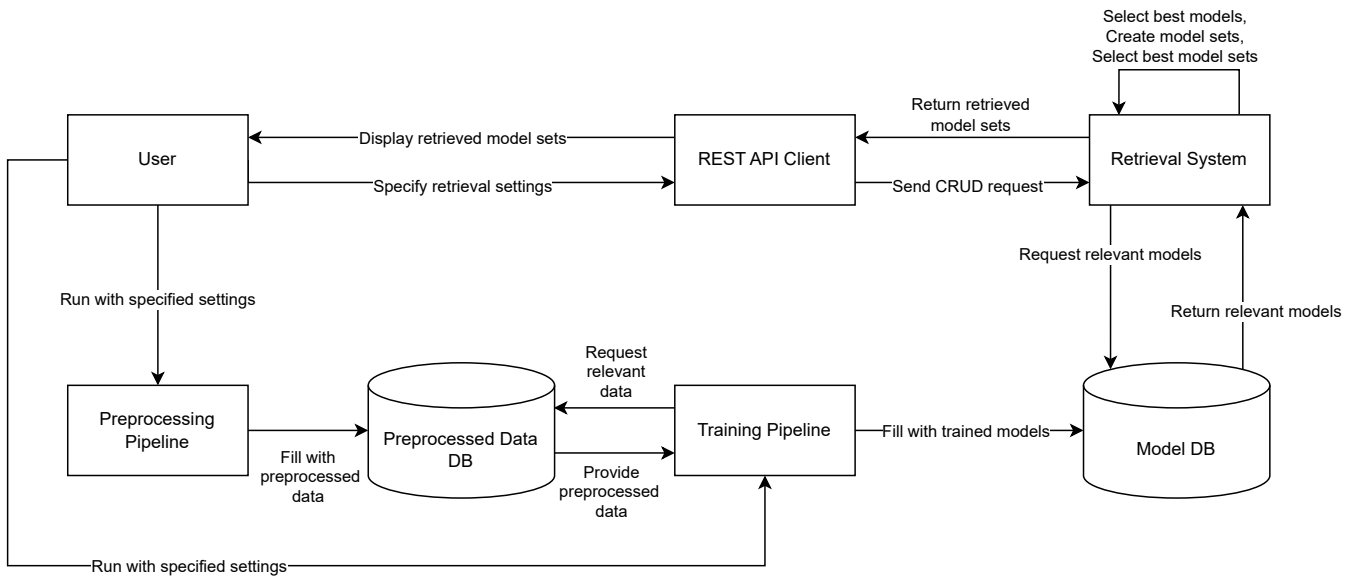 Select best models,
Create model sets,
Select best model sets
Return retrieved
model sets
Display retrieved model sets
User
REST API Client
Retrieval System
Specify retrieval settings
Send CRUD request
Request relevant models
Run with specified settings
Return relevant models
Request
relevant
data
Preprocessing
Pipeline
Preprocessed Data
DB
Training Pipeline
Fill with trained models
Model DB
Fill with
preprocessed
data
Provide
preprocessed
data
Run with specified settings